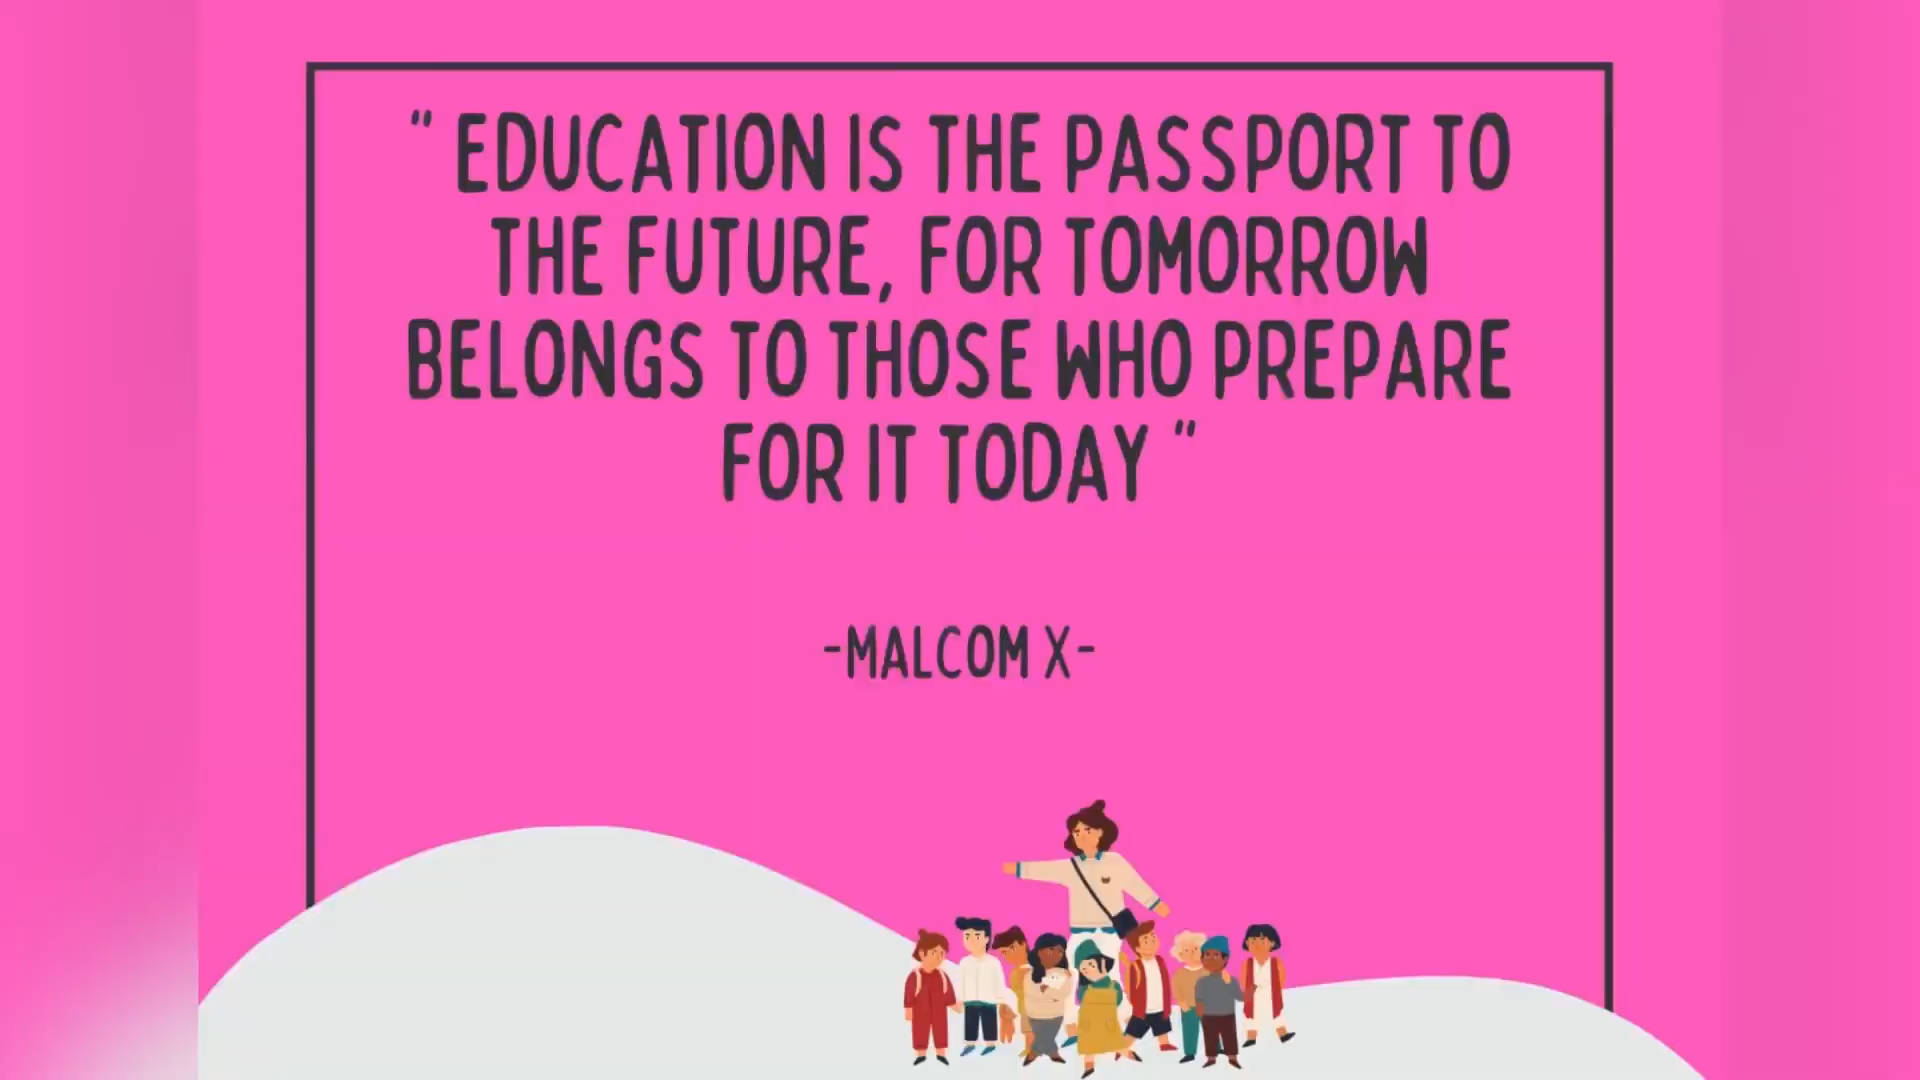 " EDUCATION IS THE PASSPORT TO
THE FUTURE, FOR TOMORROW
BELONGS TO THOSE WHO PREPARE
FOR IT TODAY "
-MALCOM X-